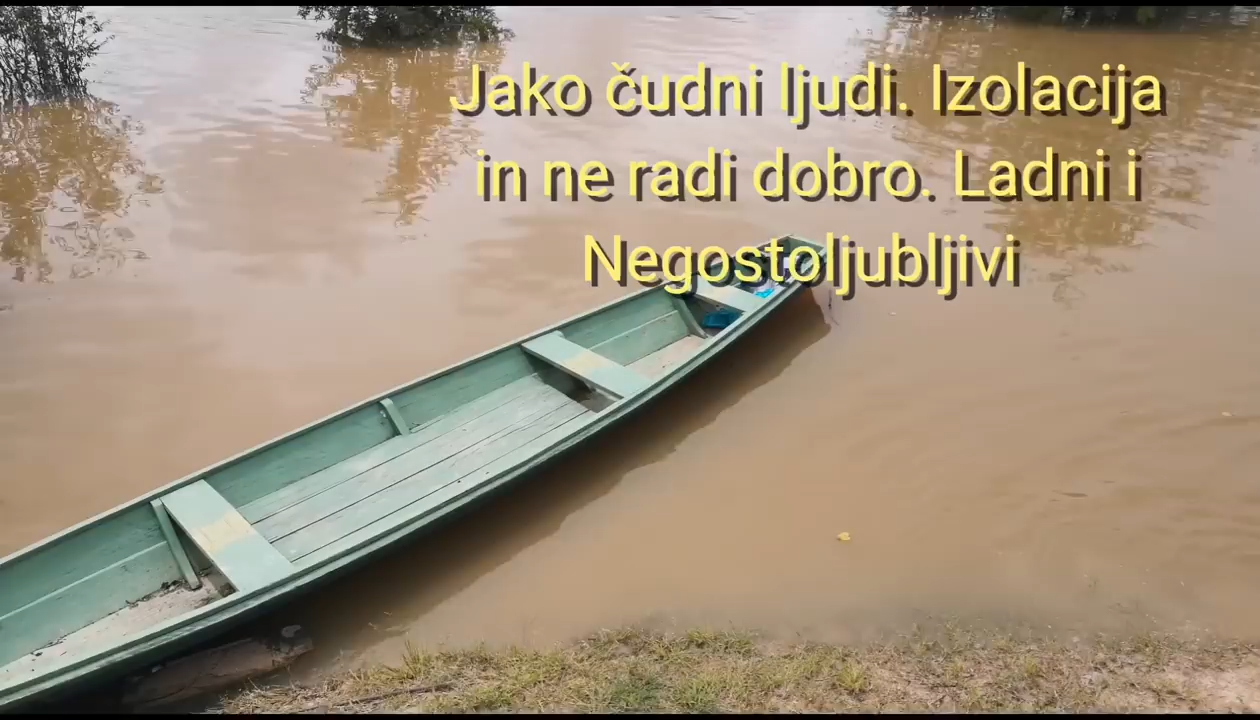 Jako čudni ljudi. Izolacija
in ne radi dobro. Ladni i
Negostoljubljivi